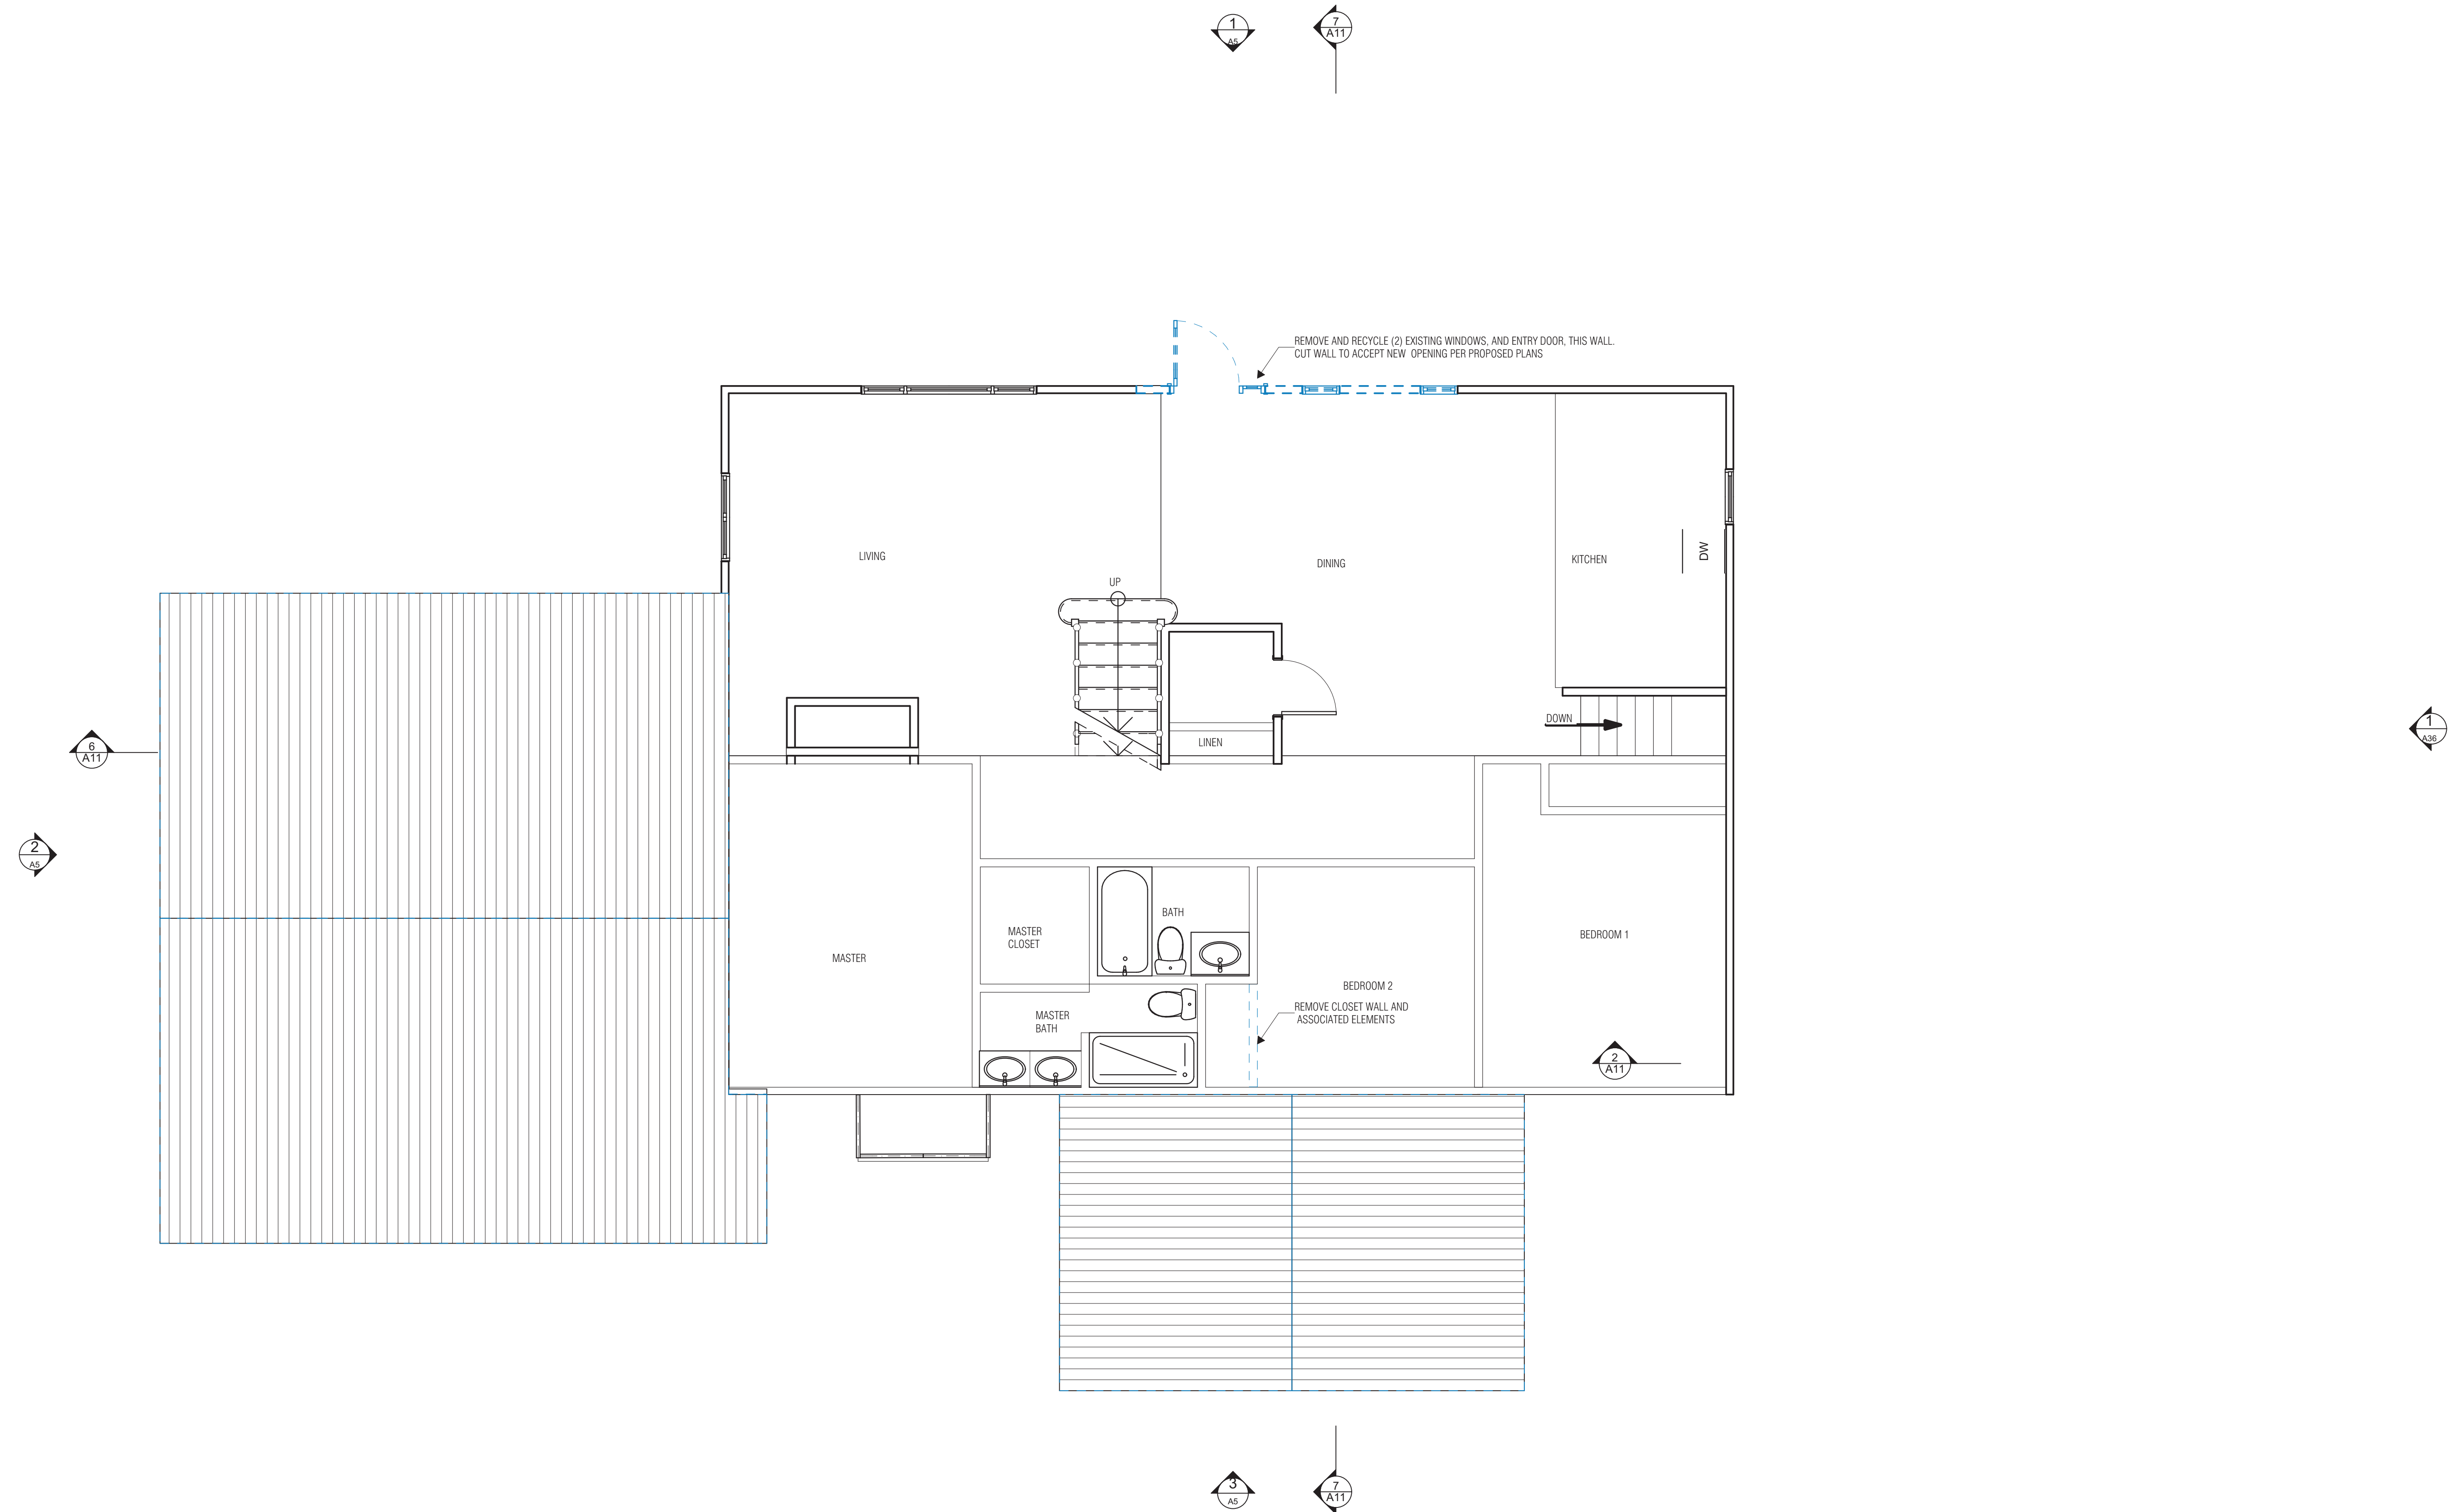 1
A5
7
A11
REMOVE AND RECYCLE (2) EXISTING WINDOWS, AND ENTRY DOOR, THIS WALL.
CUT WALL TO ACCEPT NEW OPENING PER PROPOSED PLANS
LIVING
DINING
KITCHEN
DW
UP
DOWN
LINEN
6
A11
1
A36
2
A5
MASTER
MASTER
CLOSET
BATH
BEDROOM 1
BEDROOM 2
REMOVE CLOSET WALL AND
ASSOCIATED ELEMENTS
MASTER
BATH
2
A11
3
A5
7
A11